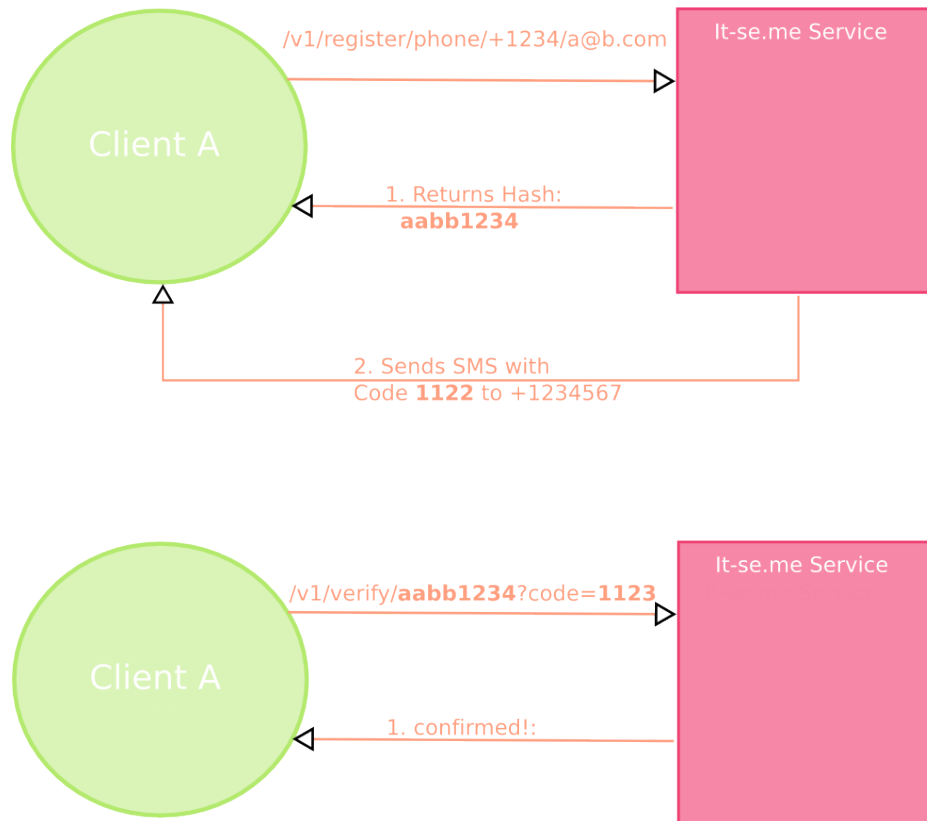 /v1/register/phone/+1234/a@b.com
It-se.me Service
Client A
1. Returns Hash:
aabb1234
2. Sends SMS with
Code 1122 to +1234567
It-se.me Service
/v1/verify/aabb1234?code=1123
Client A
1. confirmed!: